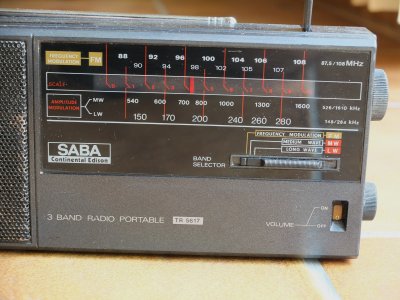 FREQUENCY MODULATION FM 88 92 96 100 104 108 87,5/108 MHz
90 94 98 102 105 107
scale
AMPLITUDE MODULATION MW 540 600 700 800 1000 1300 1600 526/1610 KHz
LW 150 170 200 240 260 280 148/264 KHz
SABA
Continental Edison
FREQUENCY MODULATION FM
MEDIUM WAVE MW
LONG WAVE LW
BAND SELECTOR
3 BAND RADIO PORTABLE TR 5617
VOLUME
ON
OFF